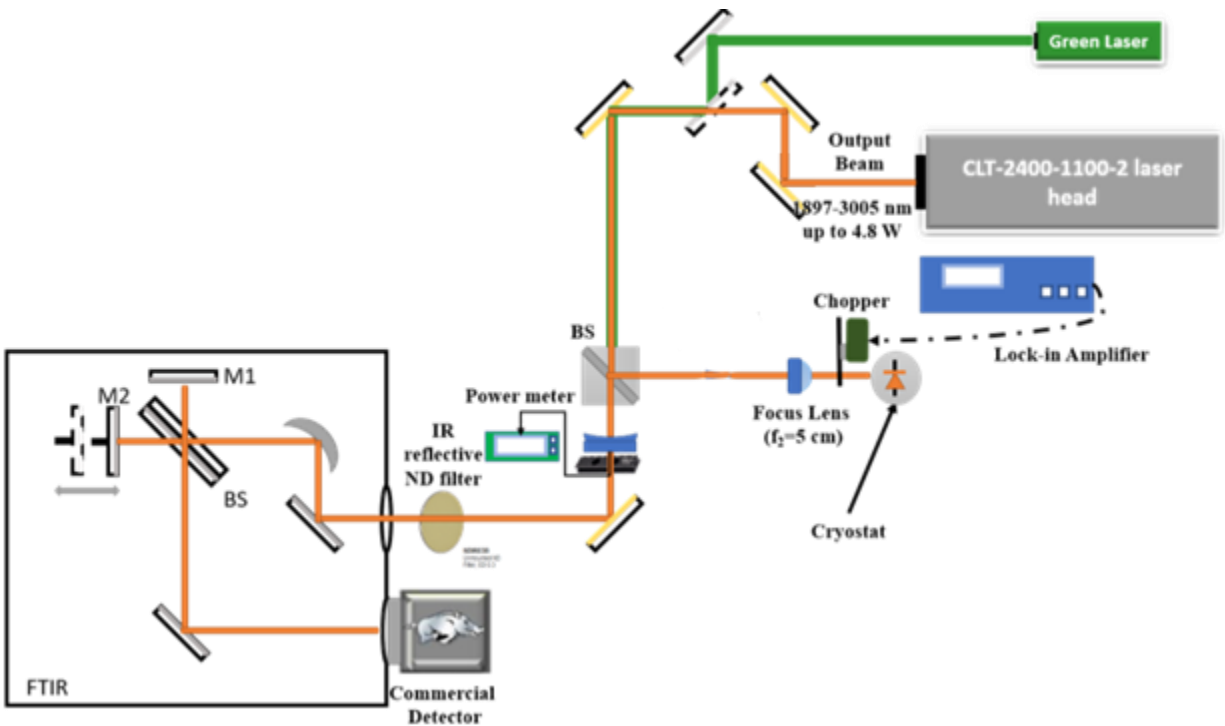 Green Laser
Output
Beam
CLT-2400-1100-2 laser
head
1897-3005 nm
up to 4.8 W
Chopper
BS
Lock-in Amplifier
M1
M2
Power meter
Focus Lens
(f₂=5 cm)
IR
reflective
ND filter
BS
Cryostat
FTIR
Commercial
Detector